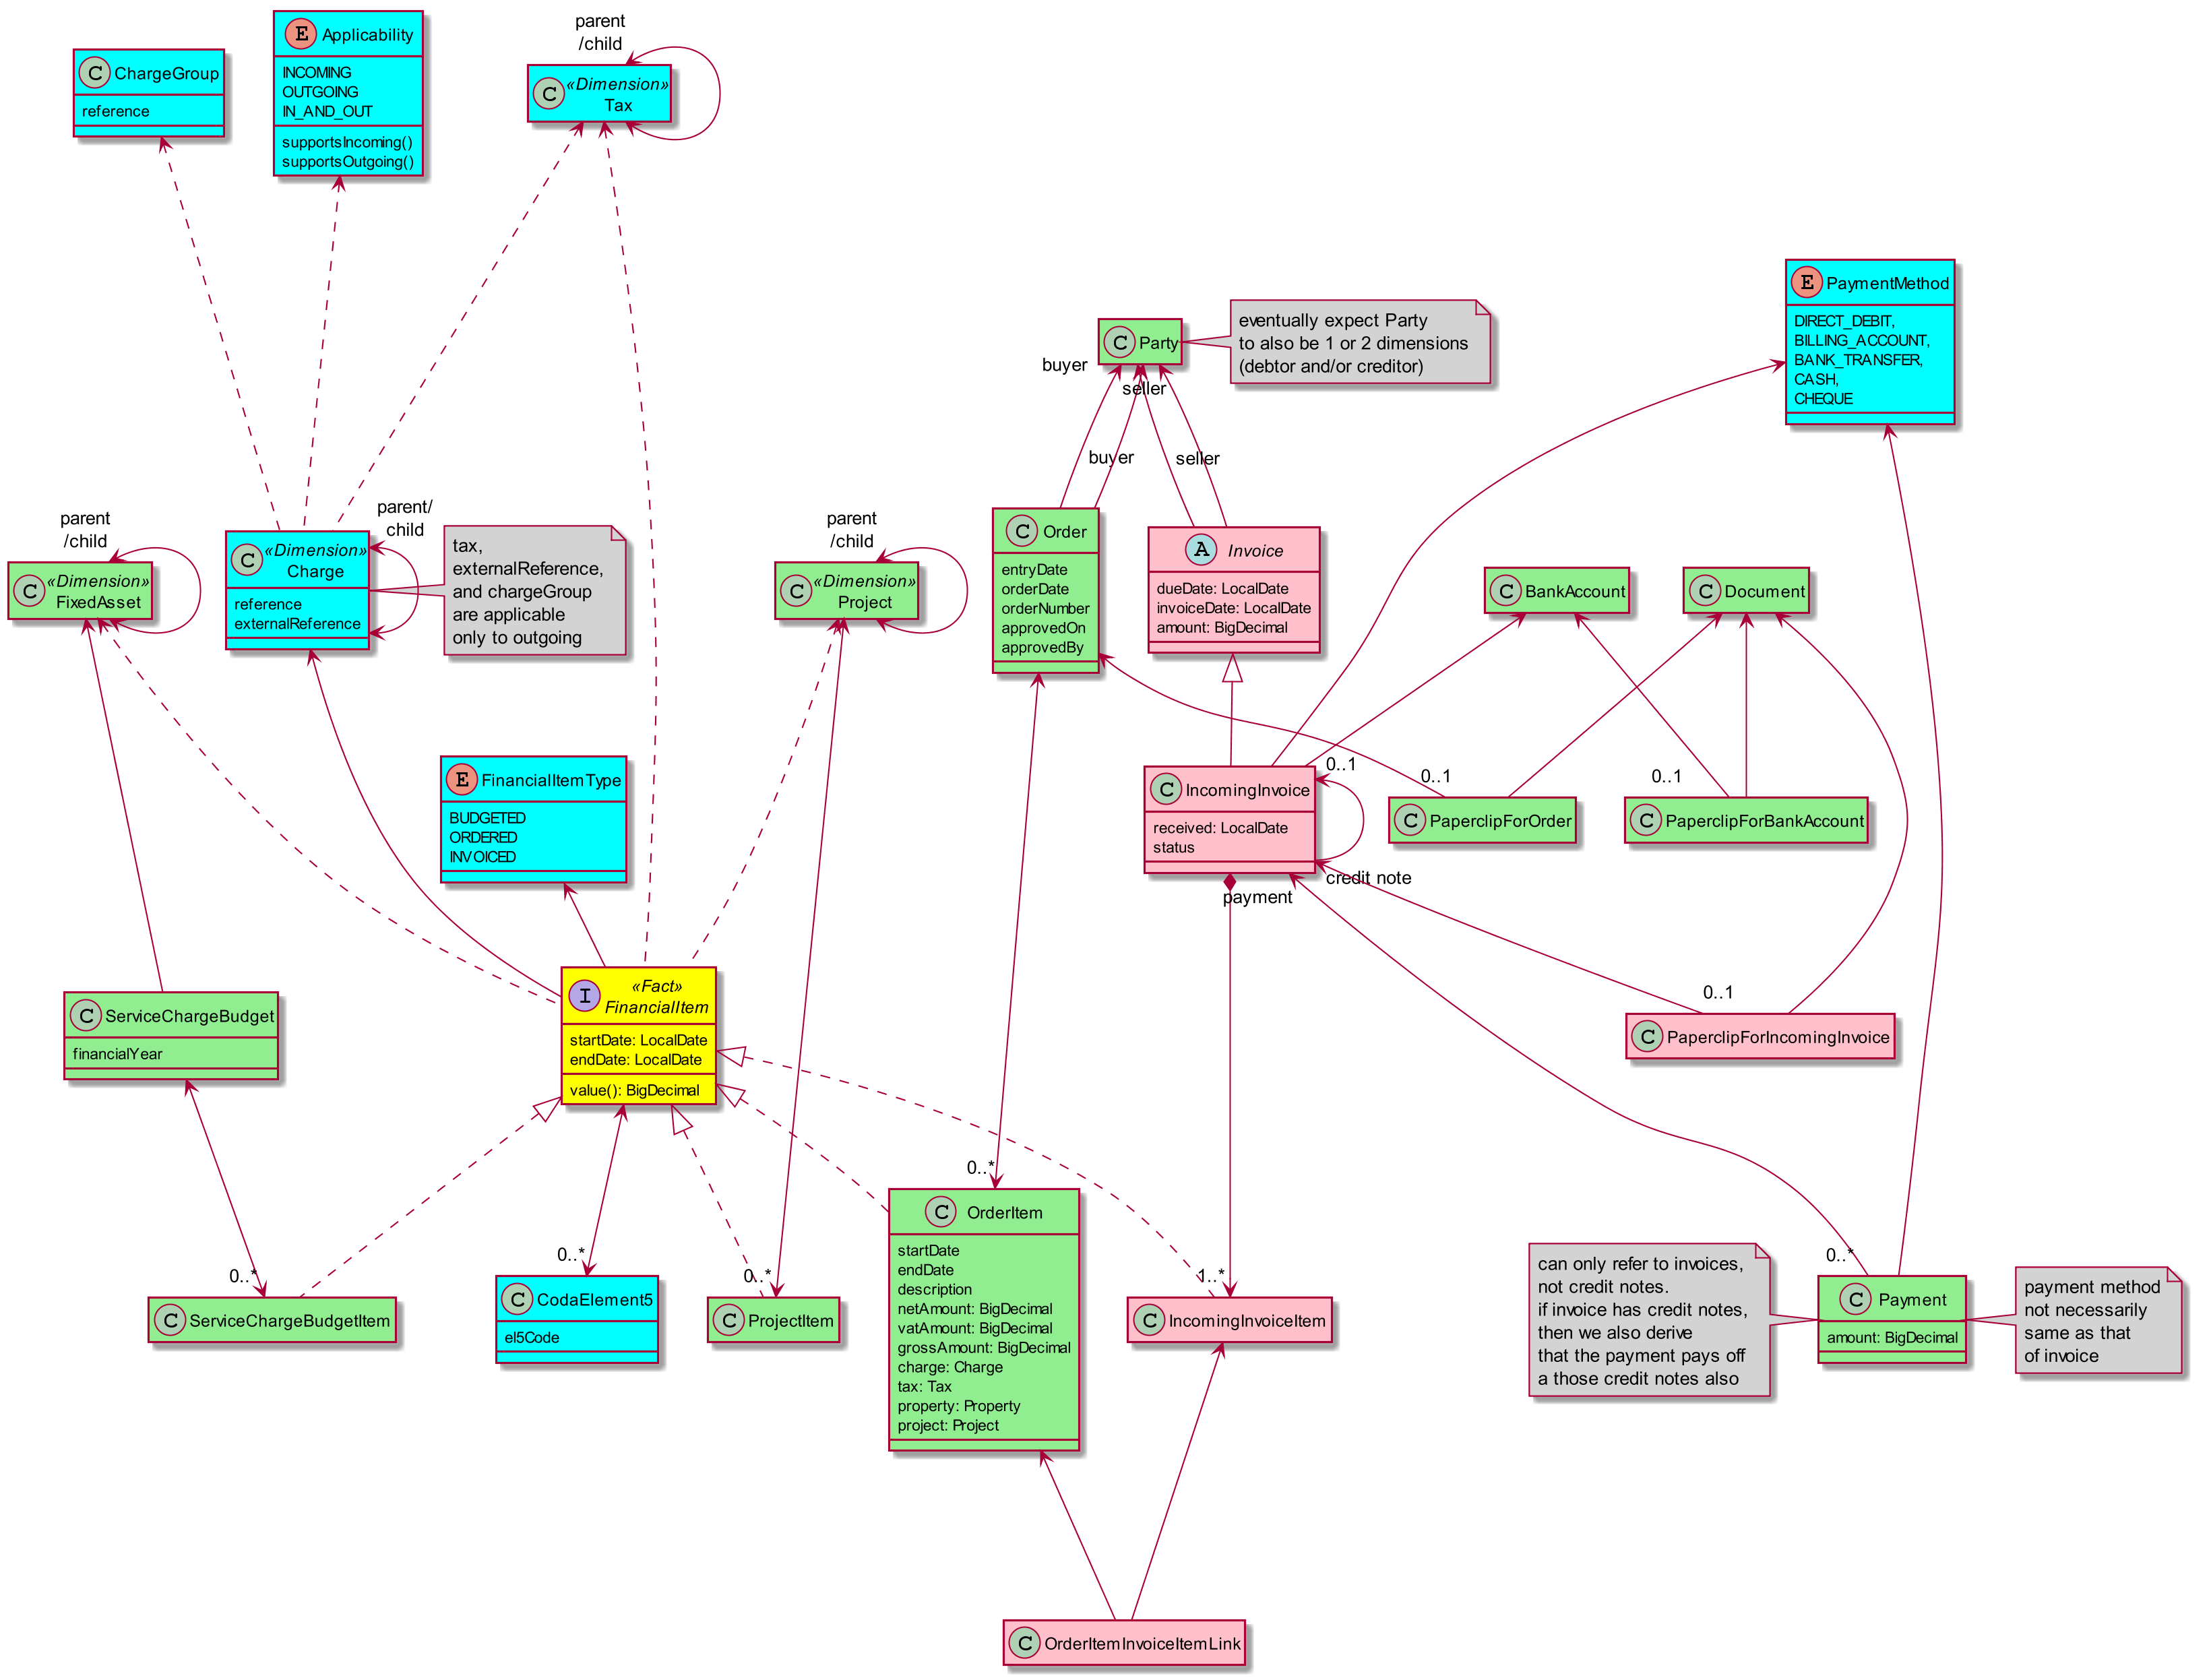 parent
/child
E Applicability
INCOMING
OUTGOING
IN_AND_OUT
supportsIncoming()
supportsOutgoing()
C ChargeGroup
reference
C «Dimension»
Tax
E PaymentMethod
DIRECT_DEBIT,
BILLING_ACCOUNT,
BANK_TRANSFER,
CASH,
CHEQUE
C Party
eventually expect Party
to also be 1 or 2 dimensions
(debtor and/or creditor)
buyer
seller
buyer
seller
parent
/child
C «Dimension»
FixedAsset
C «Dimension»
Charge
reference
externalReference
parent/
child
tax,
externalReference,
and chargeGroup
are applicable
only to outgoing
parent
/child
C «Dimension»
Project
C Order
entryDate
orderDate
orderNumber
approvedOn
approvedBy
A Invoice
dueDate: LocalDate
invoiceDate: LocalDate
amount: BigDecimal
C BankAccount
C Document
E FinancialItemType
BUDGETED
ORDERED
INVOICED
C IncomingInvoice
received: LocalDate
status
0..1
0..1
0..1
C PaperclipForOrder
C PaperclipForBankAccount
credit note
payment
C ServiceChargeBudget
financialYear
I «Fact»
FinancialItem
startDate: LocalDate
endDate: LocalDate
value(): BigDecimal
0..1
C PaperclipForIncomingInvoice
0..*
0..*
0..*
0..*
1..*
0..*
C ServiceChargeBudgetItem
C CodaElement5
el5Code
C ProjectItem
C OrderItem
startDate
endDate
description
netAmount: BigDecimal
vatAmount: BigDecimal
grossAmount: BigDecimal
charge: Charge
tax: Tax
property: Property
project: Project
C IncomingInvoiceItem
can only refer to invoices,
not credit notes.
if invoice has credit notes,
then we also derive
that the payment pays off
a those credit notes also
C Payment
amount: BigDecimal
payment method
not necessarily
same as that
of invoice
C OrderItemInvoiceItemLink